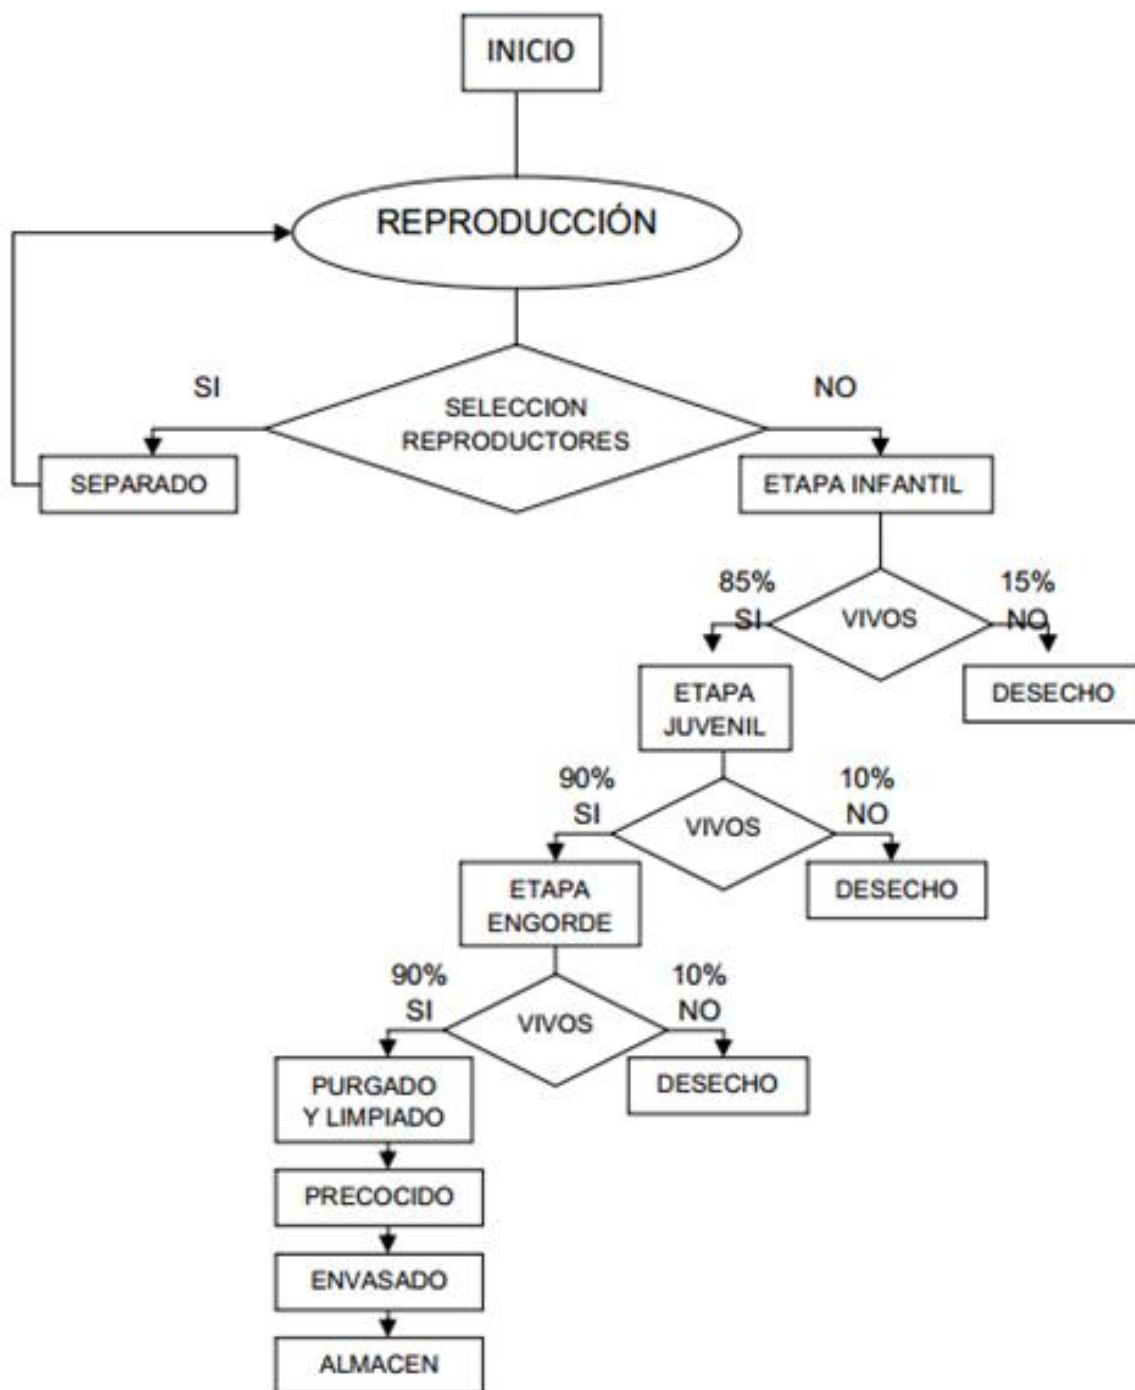 INICIO
REPRODUCCIÓN
SI
NO
SELECCION
REPRODUCTORES
SEPARADO
ETAPA INFANTIL
85%
SI
VIVOS
15%
NO
ETAPA
JUVENIL
DESECHO
90%
SI
VIVOS
10%
NO
ETAPA
ENGORDE
DESECHO
90%
SI
VIVOS
10%
NO
PURGADO
Y LIMPIADO
DESECHO
PRECOCIDO
ENVASADO
ALMACEN